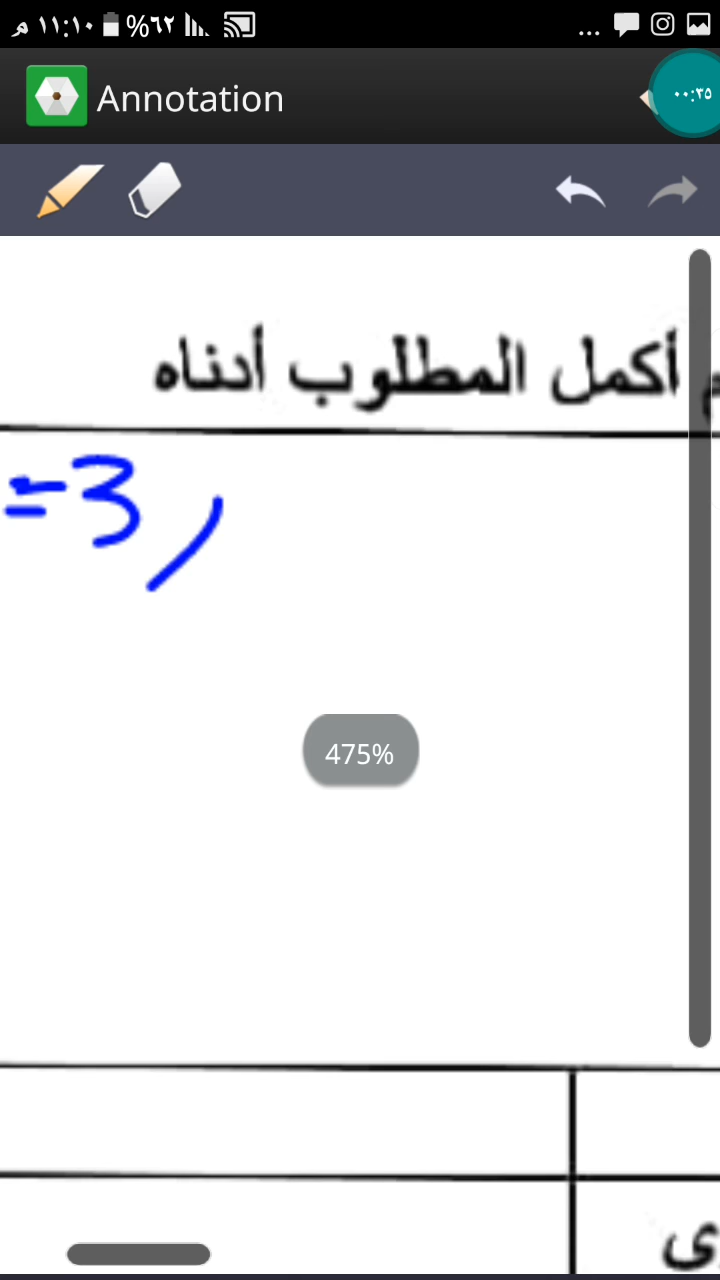 ١١:١٠ م %٦٢ ...
Annotation
٠٠:٣٥
م أكمل المطلوب أدناه
=3 /
475%
ى